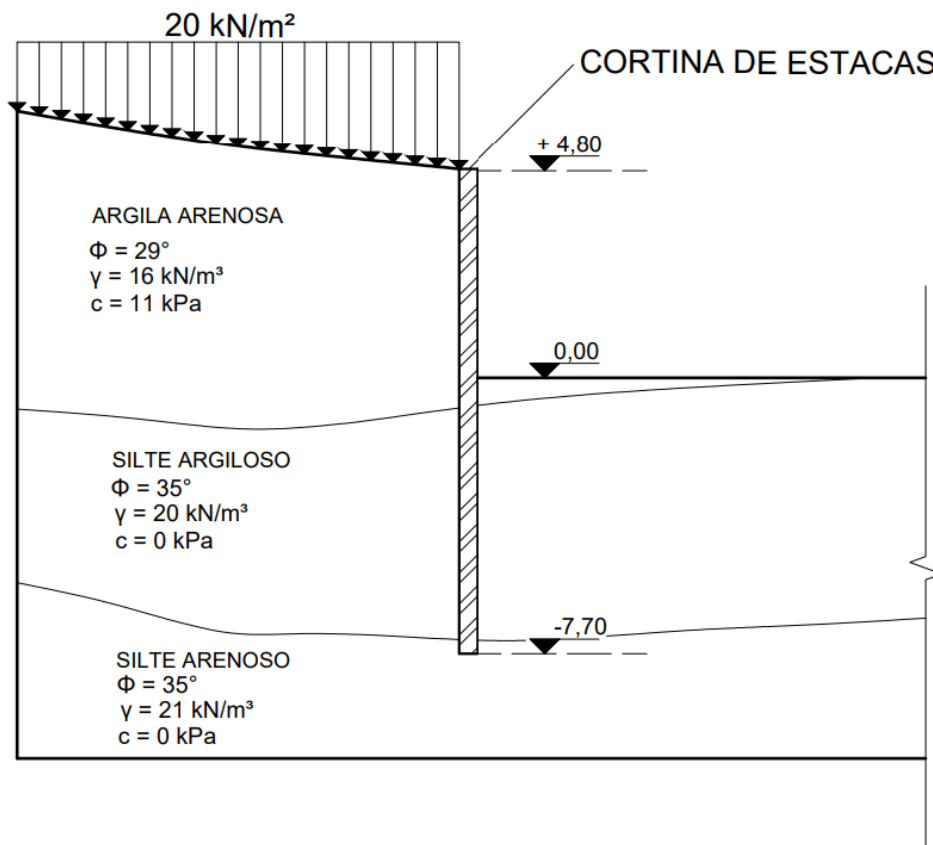 20 kN/m²
CORTINA DE ESTACAS
+ 4,80
ARGILA ARENOSA
Φ = 29°
γ = 16 kN/m³
c = 11 kPa
0,00
SILTE ARGILOSO
Φ = 35°
γ = 20 kN/m³
c = 0 kPa
-7,70
SILTE ARENOSO
Φ = 35°
γ = 21 kN/m³
c = 0 kPa